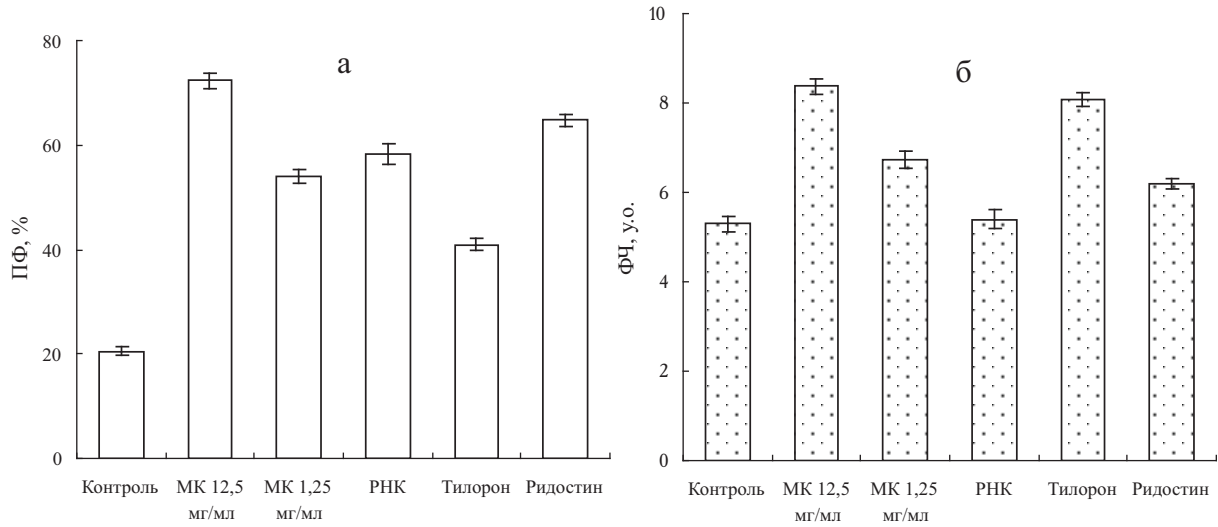 а
ПФ, %
80
60
40
20
0
Контроль
МК 12,5
мг/мл
МК 1,25
мг/мл
РНК
Тилорон
Ридостин
б
ФЧ, у.о.
10
8
6
4
2
0
Контроль
МК 12,5
мг/мл
МК 1,25
мг/мл
РНК
Тилорон
Ридостин